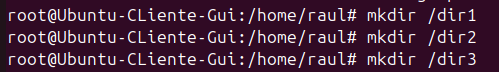 root@Ubuntu-CLiente-Gui:/home/raul# mkdir /dir1
root@Ubuntu-CLiente-Gui:/home/raul# mkdir /dir2
root@Ubuntu-CLiente-Gui:/home/raul# mkdir /dir3